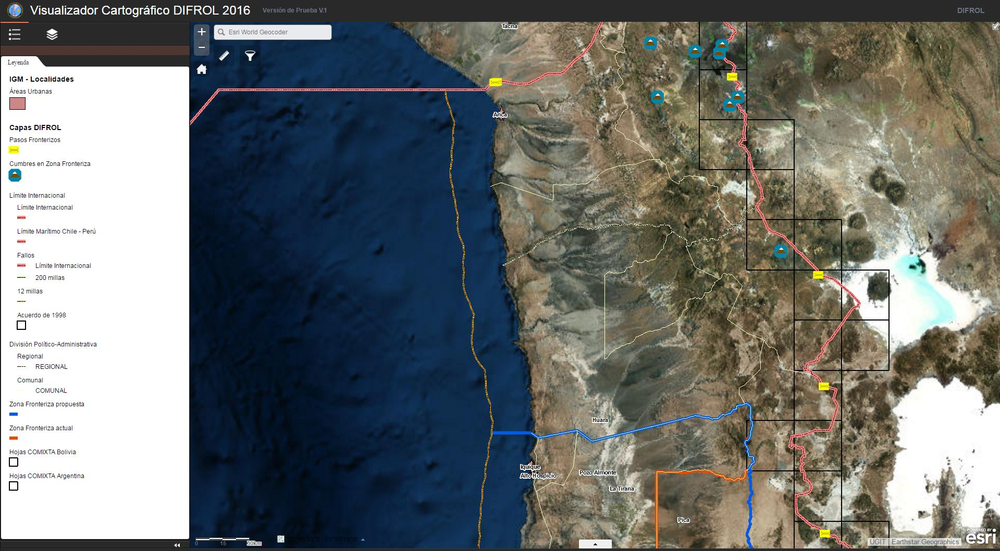 Visualizador Cartográfico DIFROL 2016
Versión de Prueba V.1
DIFROL
Leyenda
IGM - Localidades
Áreas Urbanas
Capas DIFROL
Pasos Fronterizos
Cumbres en Zona Fronteriza
Límite Internacional
Límite Internacional
Límite Marítimo Chile - Perú
Fallos
Límite Internacional
200 millas
12 millas
Acuerdo de 1998
División Político-Administrativa
Regional
REGIONAL
Comunal
COMUNAL
Zona Fronteriza propuesta
Zona Fronteriza actual
Hojas COMIXTA Bolivia
Hojas COMIXTA Argentina
+
Esri World Geocoder
−
Tacna
Arica
Huara
Iquique
Alto Hospicio
Pozo Almonte
La Tirana
Pica
0 15 30km
POWERED BY
esri
UGIT | Earthstar Geographics